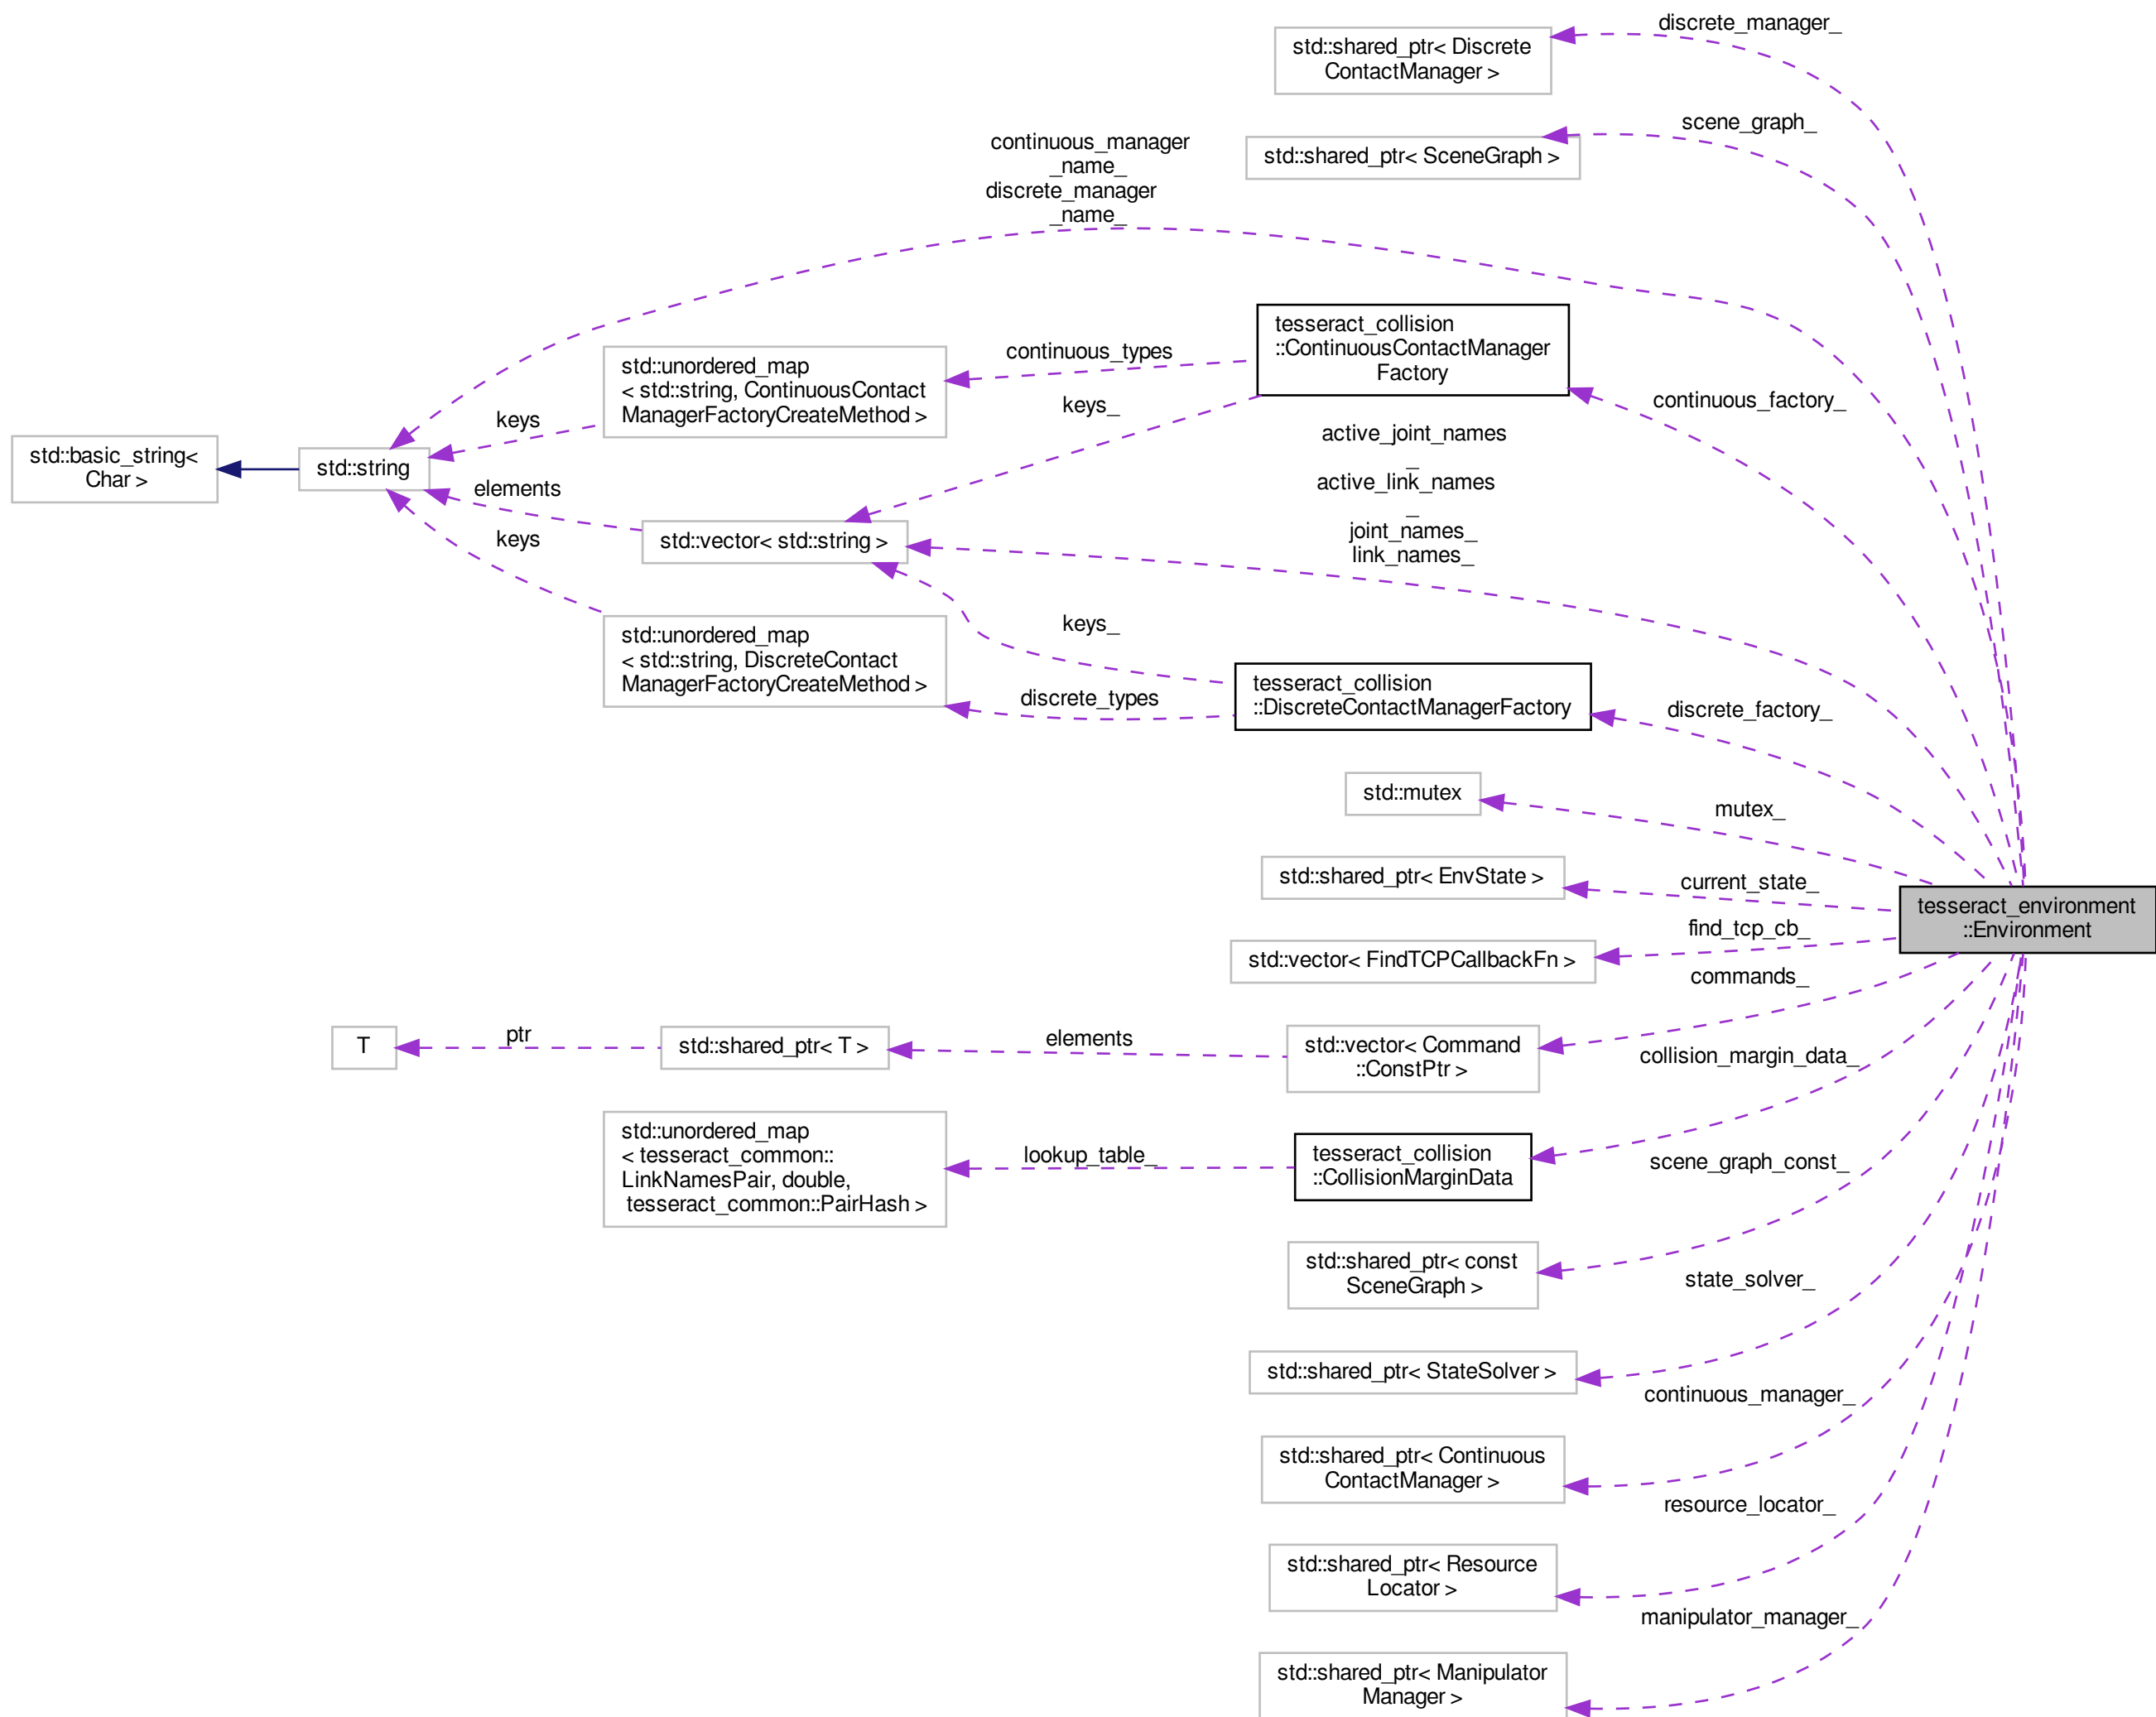 discrete_manager_
std::shared_ptr< Discrete
ContactManager >
scene_graph_
std::shared_ptr< SceneGraph >
continuous_manager
_name_
discrete_manager
_name_
tesseract_collision
::ContinuousContactManager
Factory
continuous_types
std::unordered_map
< std::string, ContinuousContact
ManagerFactoryCreateMethod >
keys_
continuous_factory_
keys
active_joint_names
_
active_link_names
_
joint_names_
link_names_
std::basic_string<
Char >
std::string
elements
std::vector< std::string >
keys
std::unordered_map
< std::string, DiscreteContact
ManagerFactoryCreateMethod >
keys_
discrete_types
tesseract_collision
::DiscreteContactManagerFactory
discrete_factory_
std::mutex
mutex_
std::shared_ptr< EnvState >
current_state_
tesseract_environment
::Environment
find_tcp_cb_
std::vector< FindTCPCallbackFn >
commands_
T
ptr
std::shared_ptr< T >
elements
std::vector< Command
::ConstPtr >
collision_margin_data_
std::unordered_map
< tesseract_common::
LinkNamesPair, double,
tesseract_common::PairHash >
lookup_table_
tesseract_collision
::CollisionMarginData
scene_graph_const_
std::shared_ptr< const
SceneGraph >
state_solver_
std::shared_ptr< StateSolver >
continuous_manager_
std::shared_ptr< Continuous
ContactManager >
resource_locator_
std::shared_ptr< Resource
Locator >
manipulator_manager_
std::shared_ptr< Manipulator
Manager >